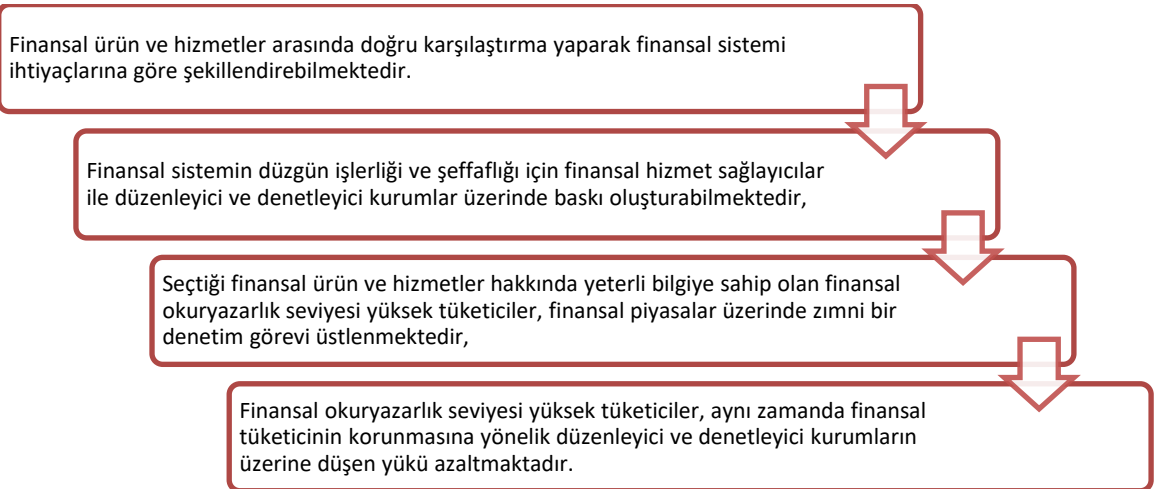 Finansal ürün ve hizmetler arasında doğru karşılaştırma yaparak finansal sistemi
ihtiyaçlarına göre şekillendirebilmektedir.
Finansal sistemin düzgün işlerliği ve şeffaflığı için finansal hizmet sağlayıcılar
ile düzenleyici ve denetleyici kurumlar üzerinde baskı oluşturabilmektedir,
Seçtiği finansal ürün ve hizmetler hakkında yeterli bilgiye sahip olan finansal
okuryazarlık seviyesi yüksek tüketiciler, finansal piyasalar üzerinde zımni bir
denetim görevi üstlenmektedir,
Finansal okuryazarlık seviyesi yüksek tüketiciler, aynı zamanda finansal
tüketicinin korunmasına yönelik düzenleyici ve denetleyici kurumların
üzerine düşen yükü azaltmaktadır.